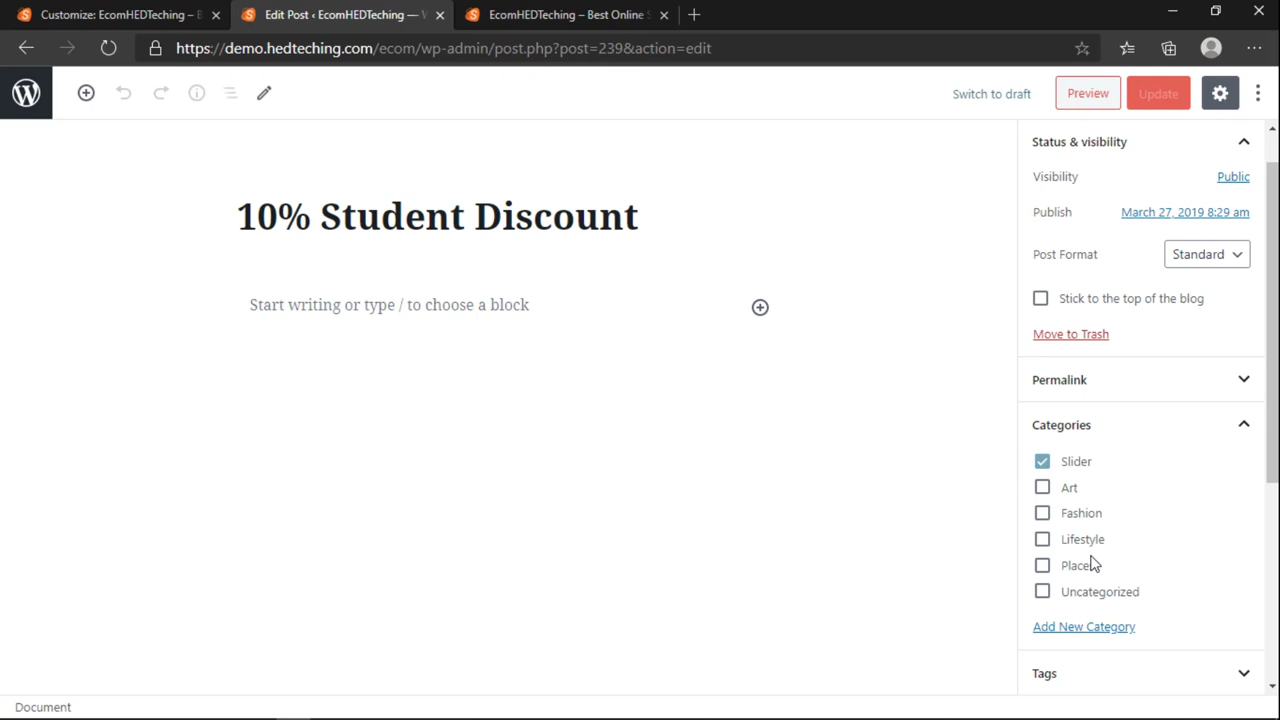 Customize: EcomHEDTeching – B
Edit Post ‹ EcomHEDTeching — W
EcomHEDTeching – Best Online S
https://demo.hedteching.com/ecom/wp-admin/post.php?post=239&action=edit
Switch to draft
Preview
Update
Status & visibility
Visibility
Public
10% Student Discount
Publish
March 27, 2019 8:29 am
Post Format
Standard
Start writing or type / to choose a block
Stick to the top of the blog
Move to Trash
Permalink
Categories
Slider
Art
Fashion
Lifestyle
Place
Uncategorized
Add New Category
Tags
Document